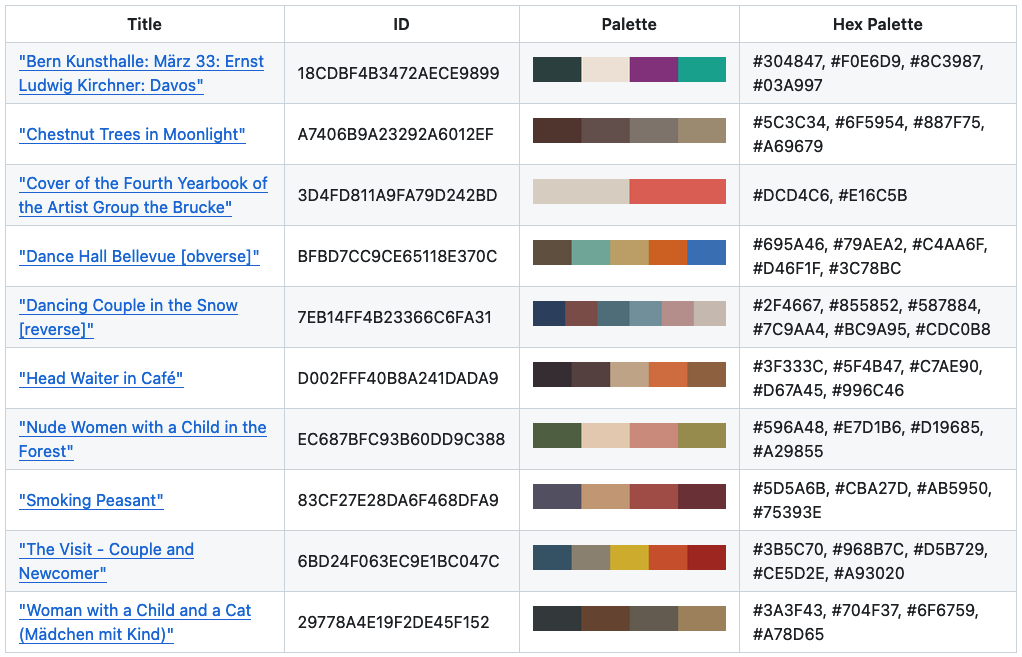 Title ID Palette Hex Palette
"Bern Kunsthalle: März 33: Ernst
Ludwig Kirchner: Davos"
18CDBF4B3472AECE9899
#304847, #F0E6D9, #8C3987,
#03A997
"Chestnut Trees in Moonlight"
A7406B9A23292A6012EF
#5C3C34, #6F5954, #887F75,
#A69679
"Cover of the Fourth Yearbook of
the Artist Group the Brucke"
3D4FD811A9FA79D242BD
#DCD4C6, #E16C5B
"Dance Hall Bellevue [obverse]"
BFBD7CC9CE65118E370C
#695A46, #79AEA2, #C4AA6F,
#D46F1F, #3C78BC
"Dancing Couple in the Snow
[reverse]"
7EB14FF4B23366C6FA31
#2F4667, #855852, #587884,
#7C9AA4, #BC9A95, #CDC0B8
"Head Waiter in Café"
D002FFF40B8A241DADA9
#3F333C, #5F4B47, #C7AE90,
#D67A45, #996C46
"Nude Women with a Child in the
Forest"
EC687BFC93B60DD9C388
#596A48, #E7D1B6, #D19685,
#A29855
"Smoking Peasant"
83CF27E28DA6F468DFA9
#5D5A6B, #CBA27D, #AB5950,
#75393E
"The Visit - Couple and
Newcomer"
6BD24F063EC9E1BC047C
#3B5C70, #968B7C, #D5B729,
#CE5D2E, #A93020
"Woman with a Child and a Cat
(Mädchen mit Kind)"
29778A4E19F2DE45F152
#3A3F43, #704F37, #6F6759,
#A78D65